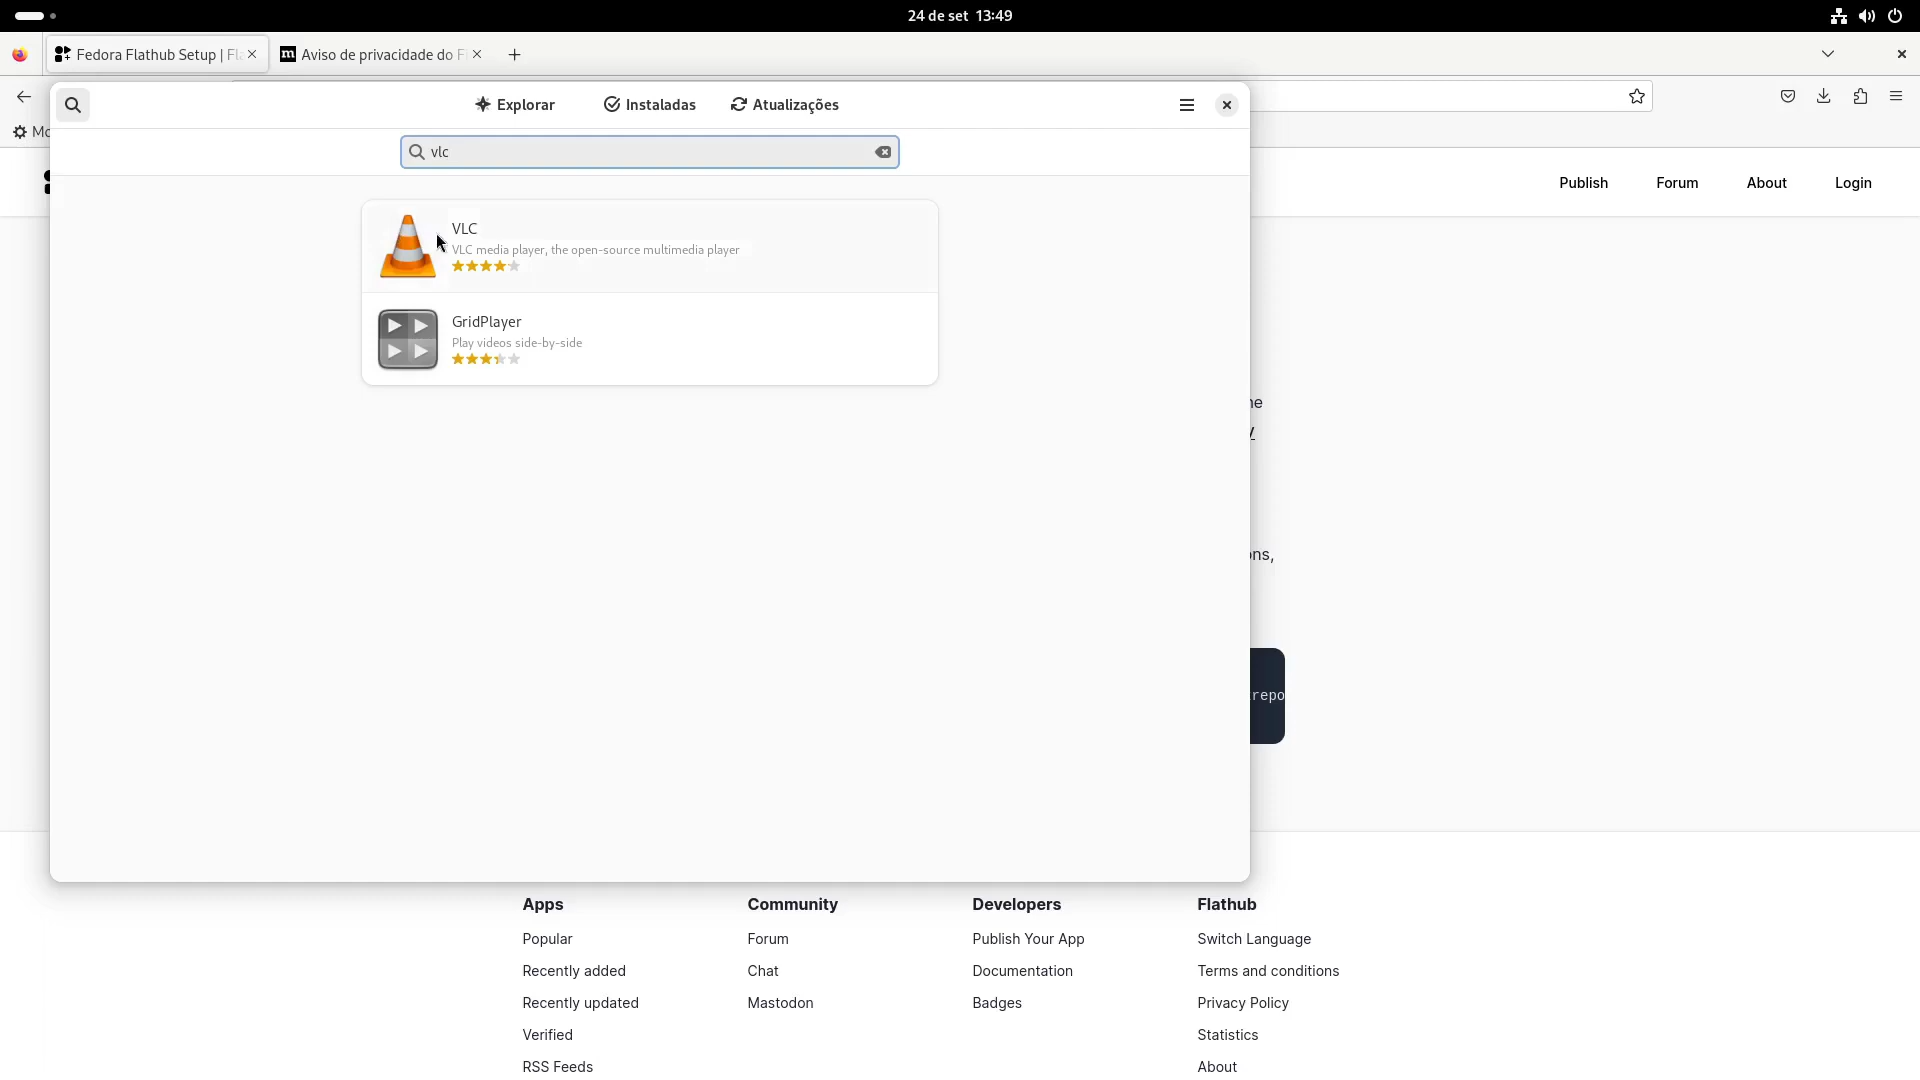 24 de set 13:49
Fedora Flathub Setup | Fla
Aviso de privacidade do F
Explorar
Instaladas
Atualizações
vlc
VLC
VLC media player, the open-source multimedia player
GridPlayer
Play videos side-by-side
Publish
Forum
About
Login
ons,
repo
Apps
Popular
Recently added
Recently updated
Verified
RSS Feeds
Community
Forum
Chat
Mastodon
Developers
Publish Your App
Documentation
Badges
Flathub
Switch Language
Terms and conditions
Privacy Policy
Statistics
About